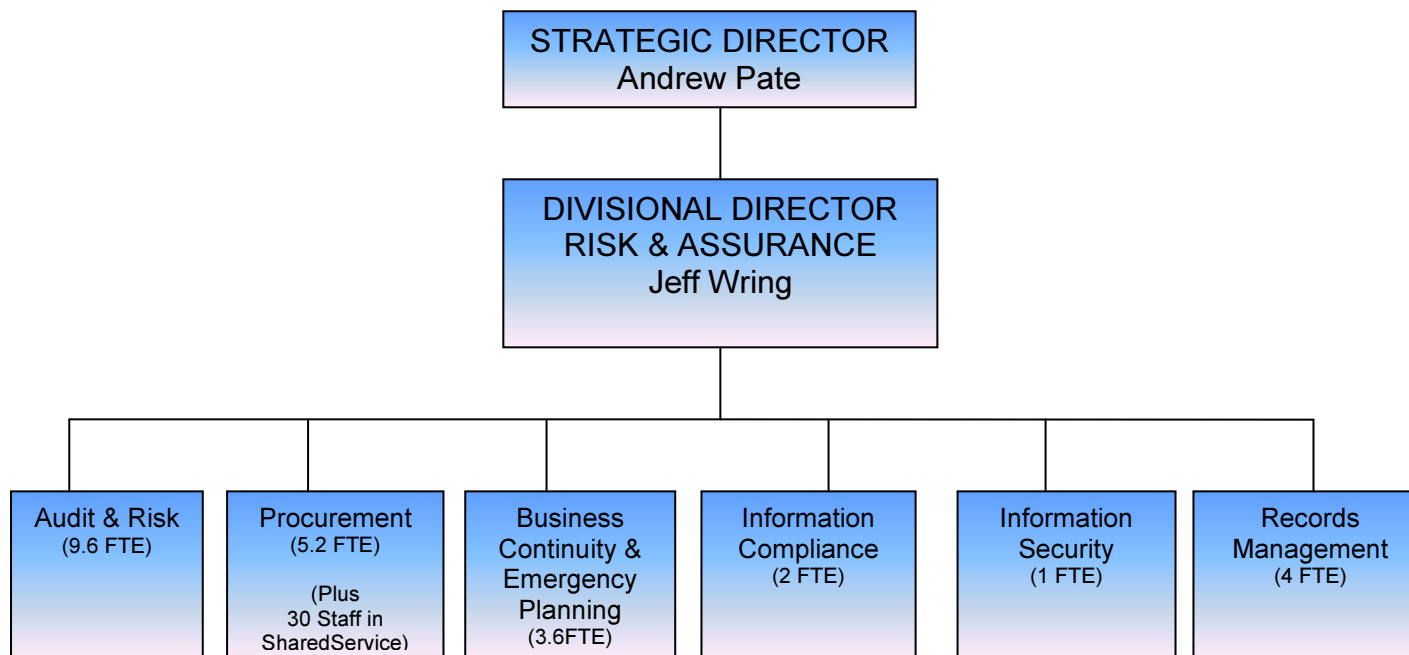 STRATEGIC DIRECTOR
Andrew Pate
DIVISIONAL DIRECTOR
RISK & ASSURANCE
Jeff Wring
Audit & Risk
(9.6 FTE)
Procurement
(5.2 FTE)
(Plus
30 Staff in
SharedService)
Business
Continuity &
Emergency
Planning
(3.6FTE)
Information
Compliance
(2 FTE)
Information
Security
(1 FTE)
Records
Management
(4 FTE)